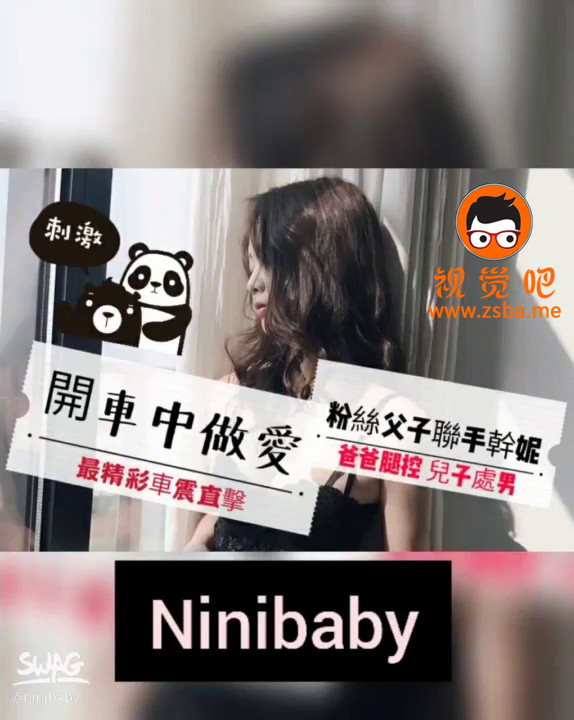 刺激
视觉吧
www.zsba.me
開車中做愛
最精彩車震直擊
粉絲父子聯手幹妮
爸爸腿控 兒子處男
Ninibaby
SWAG
@ninibaby